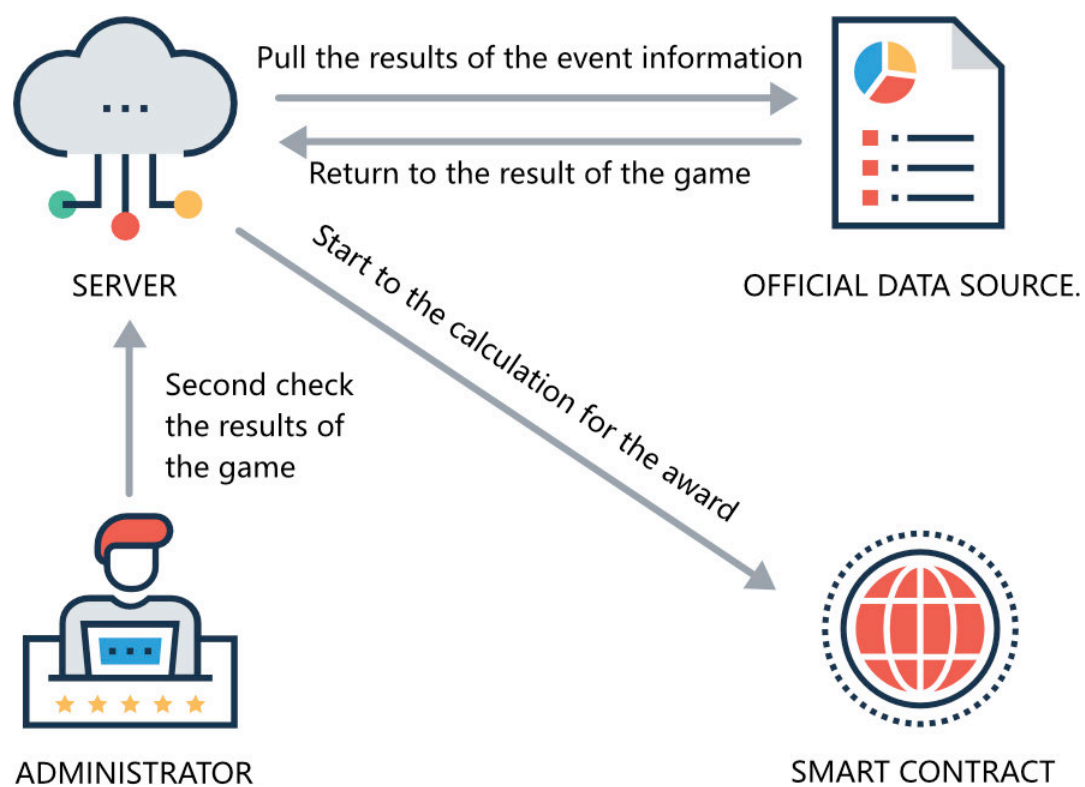 Pull the results of the event information
Return to the result of the game
SERVER
OFFICIAL DATA SOURCE.
Start to the calculation for the award
Second check
the results of
the game
ADMINISTRATOR
SMART CONTRACT